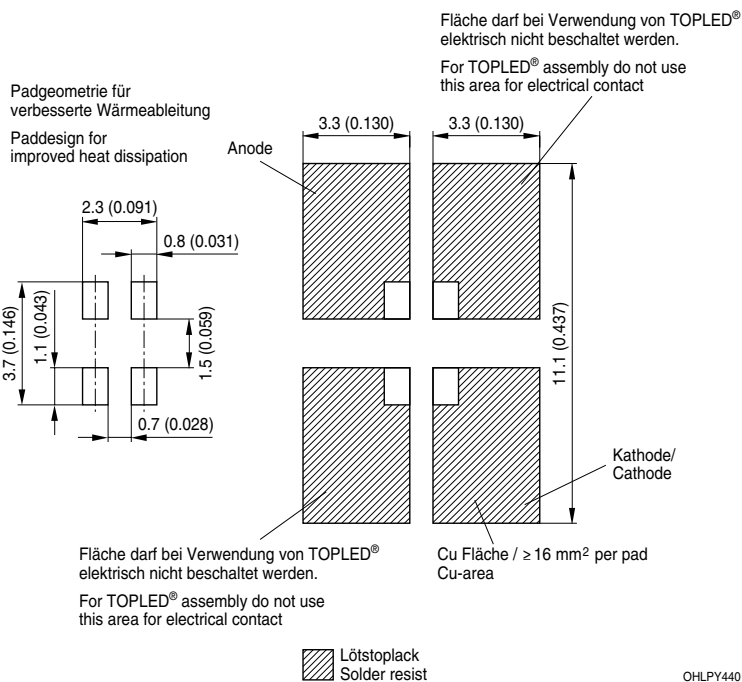 Fläche darf bei Verwendung von TOPLED®
elektrisch nicht beschaltet werden.
For TOPLED® assembly do not use
this area for electrical contact
Padgeometrie für
verbesserte Wärmeableitung
Paddesign for
improved heat dissipation
Anode
3.3 (0.130)
3.3 (0.130)
2.3 (0.091)
0.8 (0.031)
3.7 (0.146)
1.1 (0.043)
1.5 (0.059)
11.1 (0.437)
0.7 (0.028)
Kathode/
Cathode
Fläche darf bei Verwendung von TOPLED®
elektrisch nicht beschaltet werden.
For TOPLED® assembly do not use
this area for electrical contact
Cu Fläche / ≥ 16 mm² per pad
Cu-area
Lötstoplack
Solder resist
OHLPY440